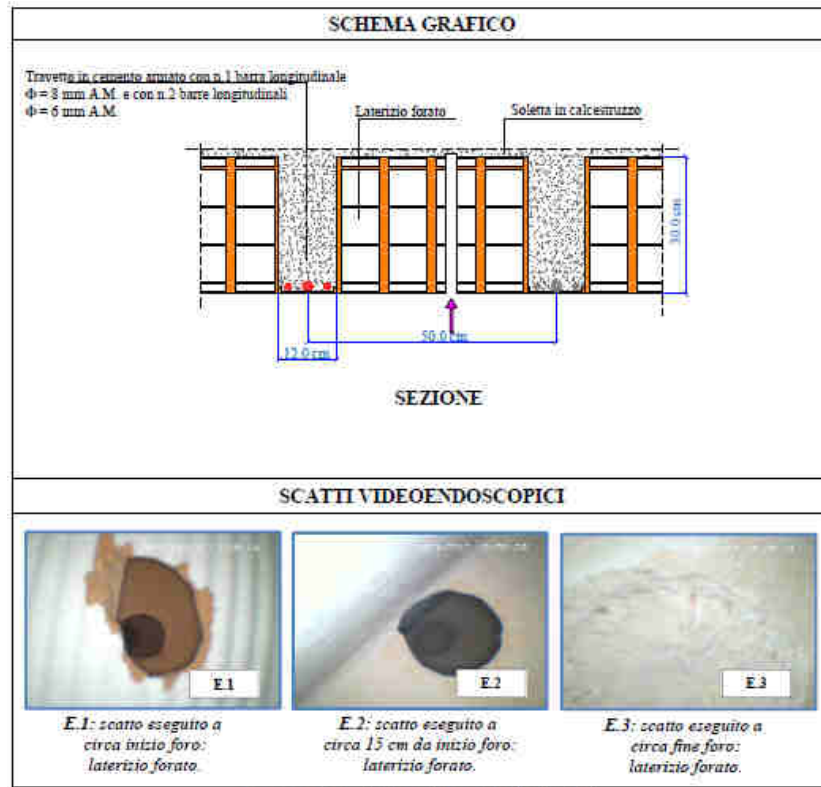 SCHEMA GRAFICO
Travetto in cemento armato con n.1 barra longitudinale
Φ = 8 mm A.M. e con n.2 barre longitudinali
Φ = 6 mm A.M.
Laterizio forato
Soletta in calcestruzzo
30.0 cm
50.0 cm
12.0 cm
SEZIONE
SCATTI VIDEOENDOSCOPICI
E.1
E.2
E.3
E.1: scatto eseguito a
circa inizio foro:
laterizio forato.
E.2: scatto eseguito a
circa 15 cm da inizio foro:
laterizio forato.
E.3: scatto eseguito a
circa fine foro:
laterizio forato.